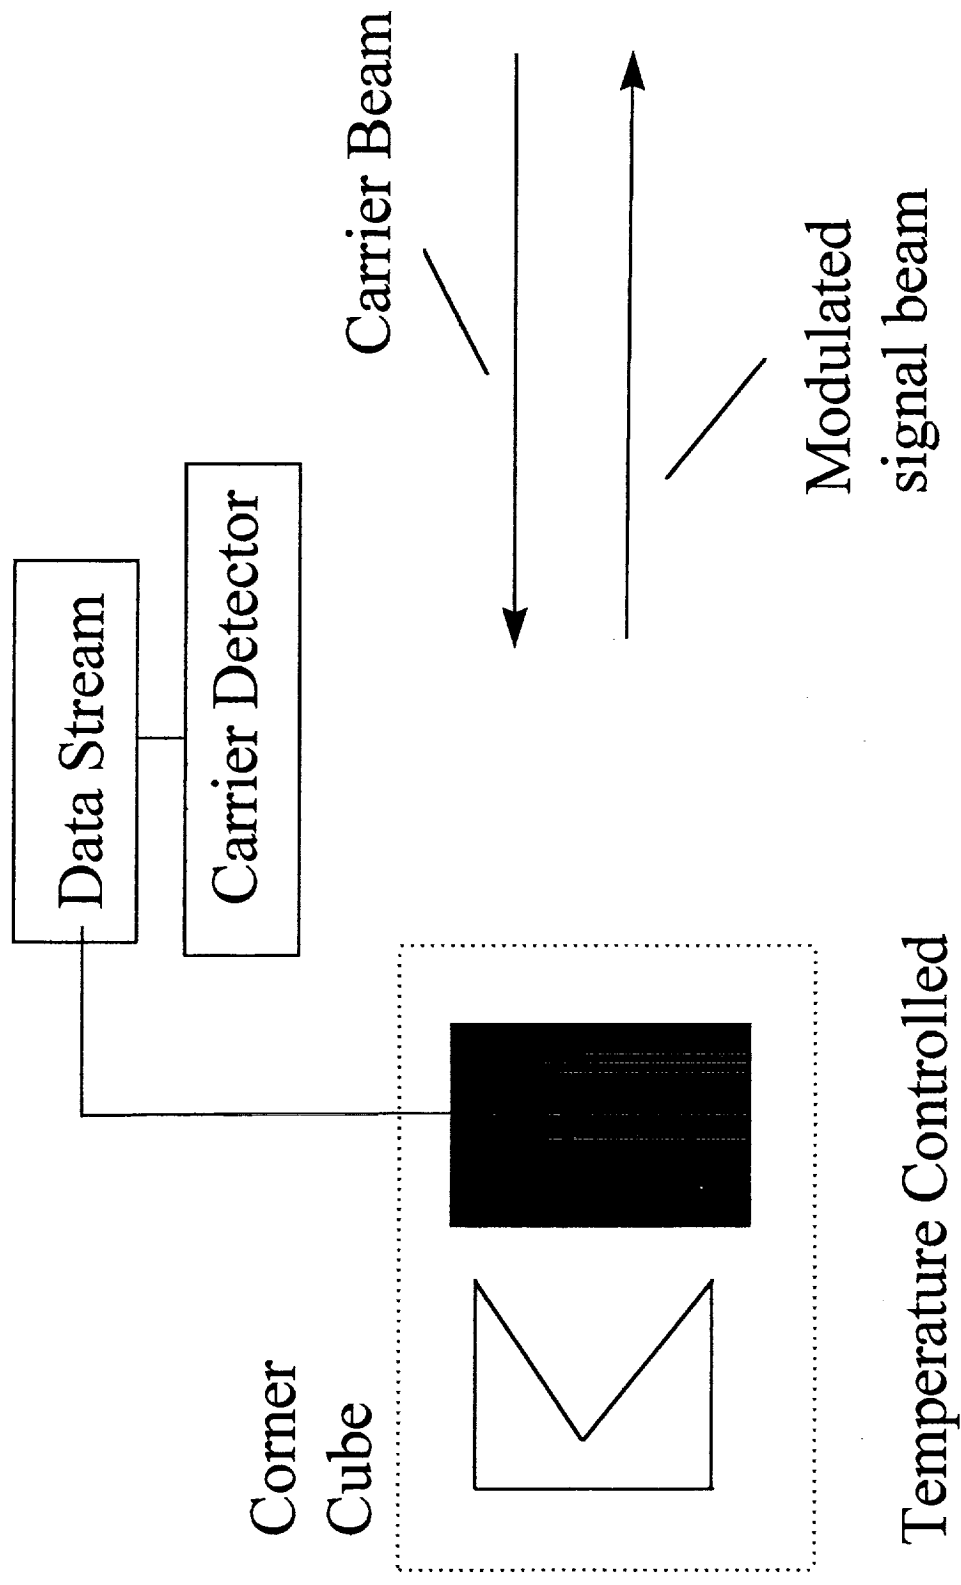 Data Stream
Carrier Detector
Carrier Beam
Corner
Cube
Modulated
signal beam
Temperature Controlled